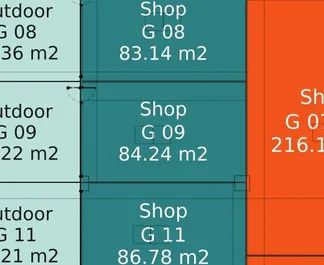 utdoor
G 08
36 m2
Shop
G 08
83.14 m2
utdoor
G 09
22 m2
Shop
G 09
84.24 m2
Sh
G 0
216.1
utdoor
G 11
21 m2
Shop
G 11
86.78 m2